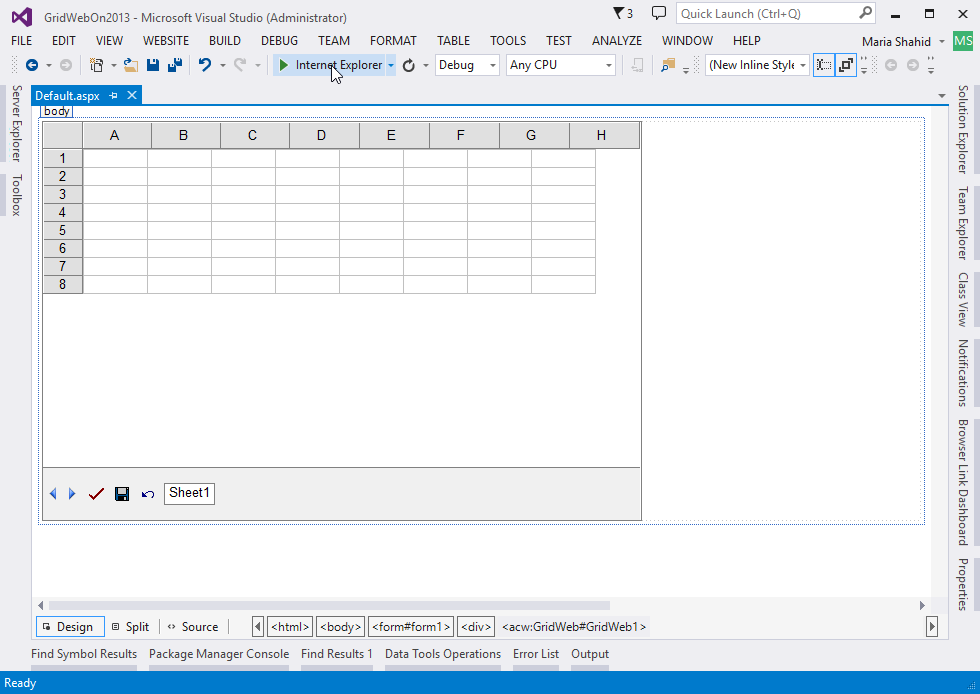 GridWebOn2013 - Microsoft Visual Studio (Administrator)
3
Quick Launch (Ctrl+Q)
FILE EDIT VIEW WEBSITE BUILD DEBUG TEAM FORMAT TABLE TOOLS TEST ANALYZE WINDOW HELP Maria Shahid MS
Internet Explorer Debug Any CPU (New Inline Style
Server Explorer
Toolbox
Default.aspx
body
A B C D E F G H
1
2
3
4
5
6
7
8
Sheet1
Solution Explorer
Team Explorer
Class View
Notifications
Browser Link Dashboard
Properties
Design Split Source <html> <body> <form#form1> <div> <acw:GridWeb#GridWeb1>
Find Symbol Results Package Manager Console Find Results 1 Data Tools Operations Error List Output
Ready